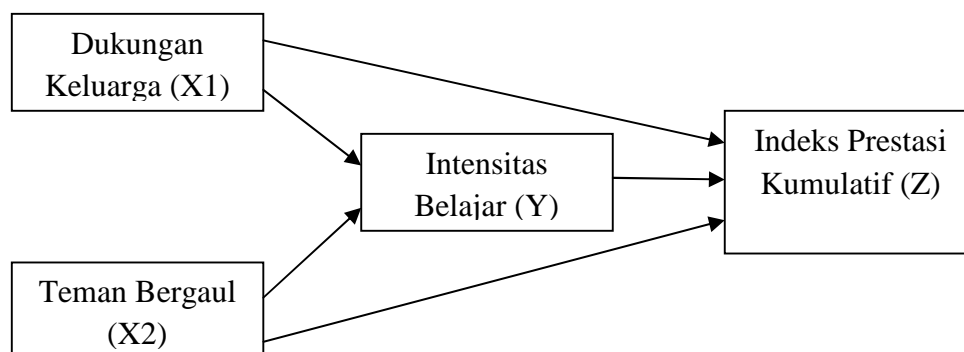 Dukungan
Keluarga (X1)
Intensitas
Belajar (Y)
Indeks Prestasi
Kumulatif (Z)
Teman Bergaul
(X2)